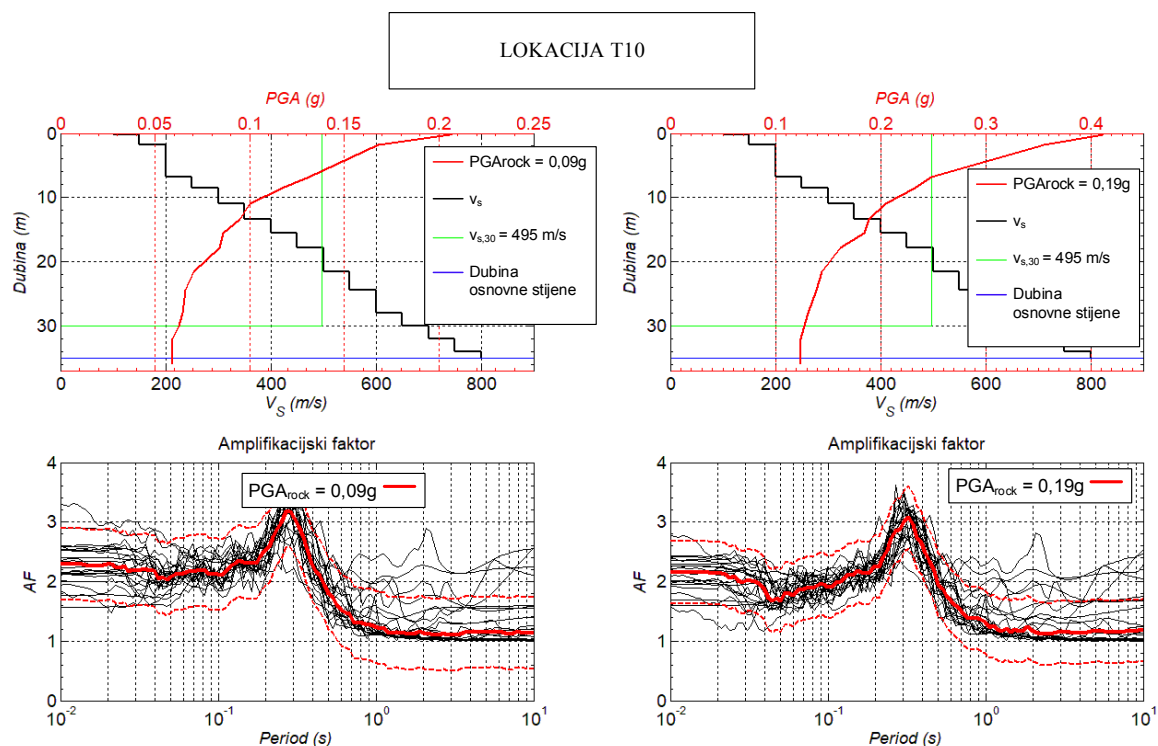 LOKACIJA T10
PGA (g)
0 0.05 0.1 0.15 0.2 0.25
0
10
20
30
Dubina (m)
PGArock = 0,09g
vs
vs,30 = 495 m/s
Dubina
osnovne stijene
0 200 400 600 800
VS (m/s)
PGA (g)
0 0.1 0.2 0.3 0.4
0
10
20
30
Dubina (m)
PGArock = 0,19g
vs
vs,30 = 495 m/s
Dubina
osnovne stijene
0 200 400 600 800
VS (m/s)
Amplifikacijski faktor
4
3
2
1
0
AF
PGArock = 0,09g
10-2 10-1 100 101
Period (s)
Amplifikacijski faktor
4
3
2
1
0
AF
PGArock = 0,19g
10-2 10-1 100 101
Period (s)